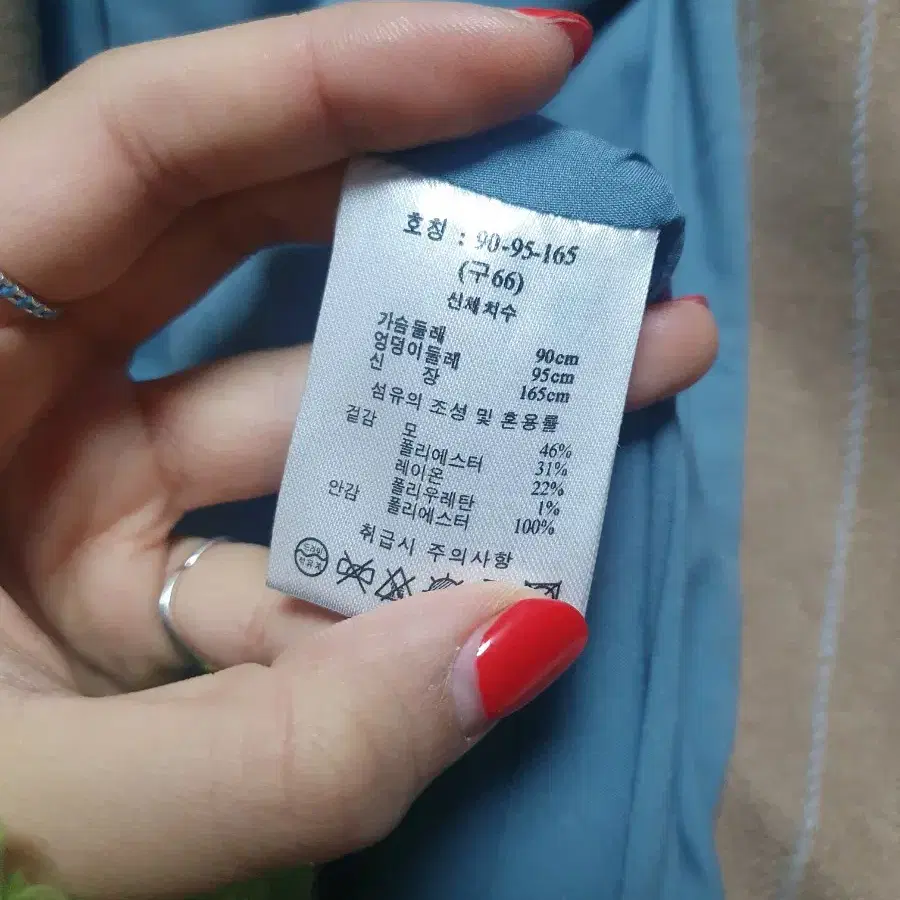 호칭 : 90-95-165
(구66)
신체치수
가슴둘레 90cm
엉덩이둘레 95cm
신 장 165cm
섬유의 조성 및 혼용률
겉감 모 46%
폴리에스터 31%
레이온 22%
폴리우레탄 1%
안감 폴리에스터 100%
취급시 주의사항
드라이